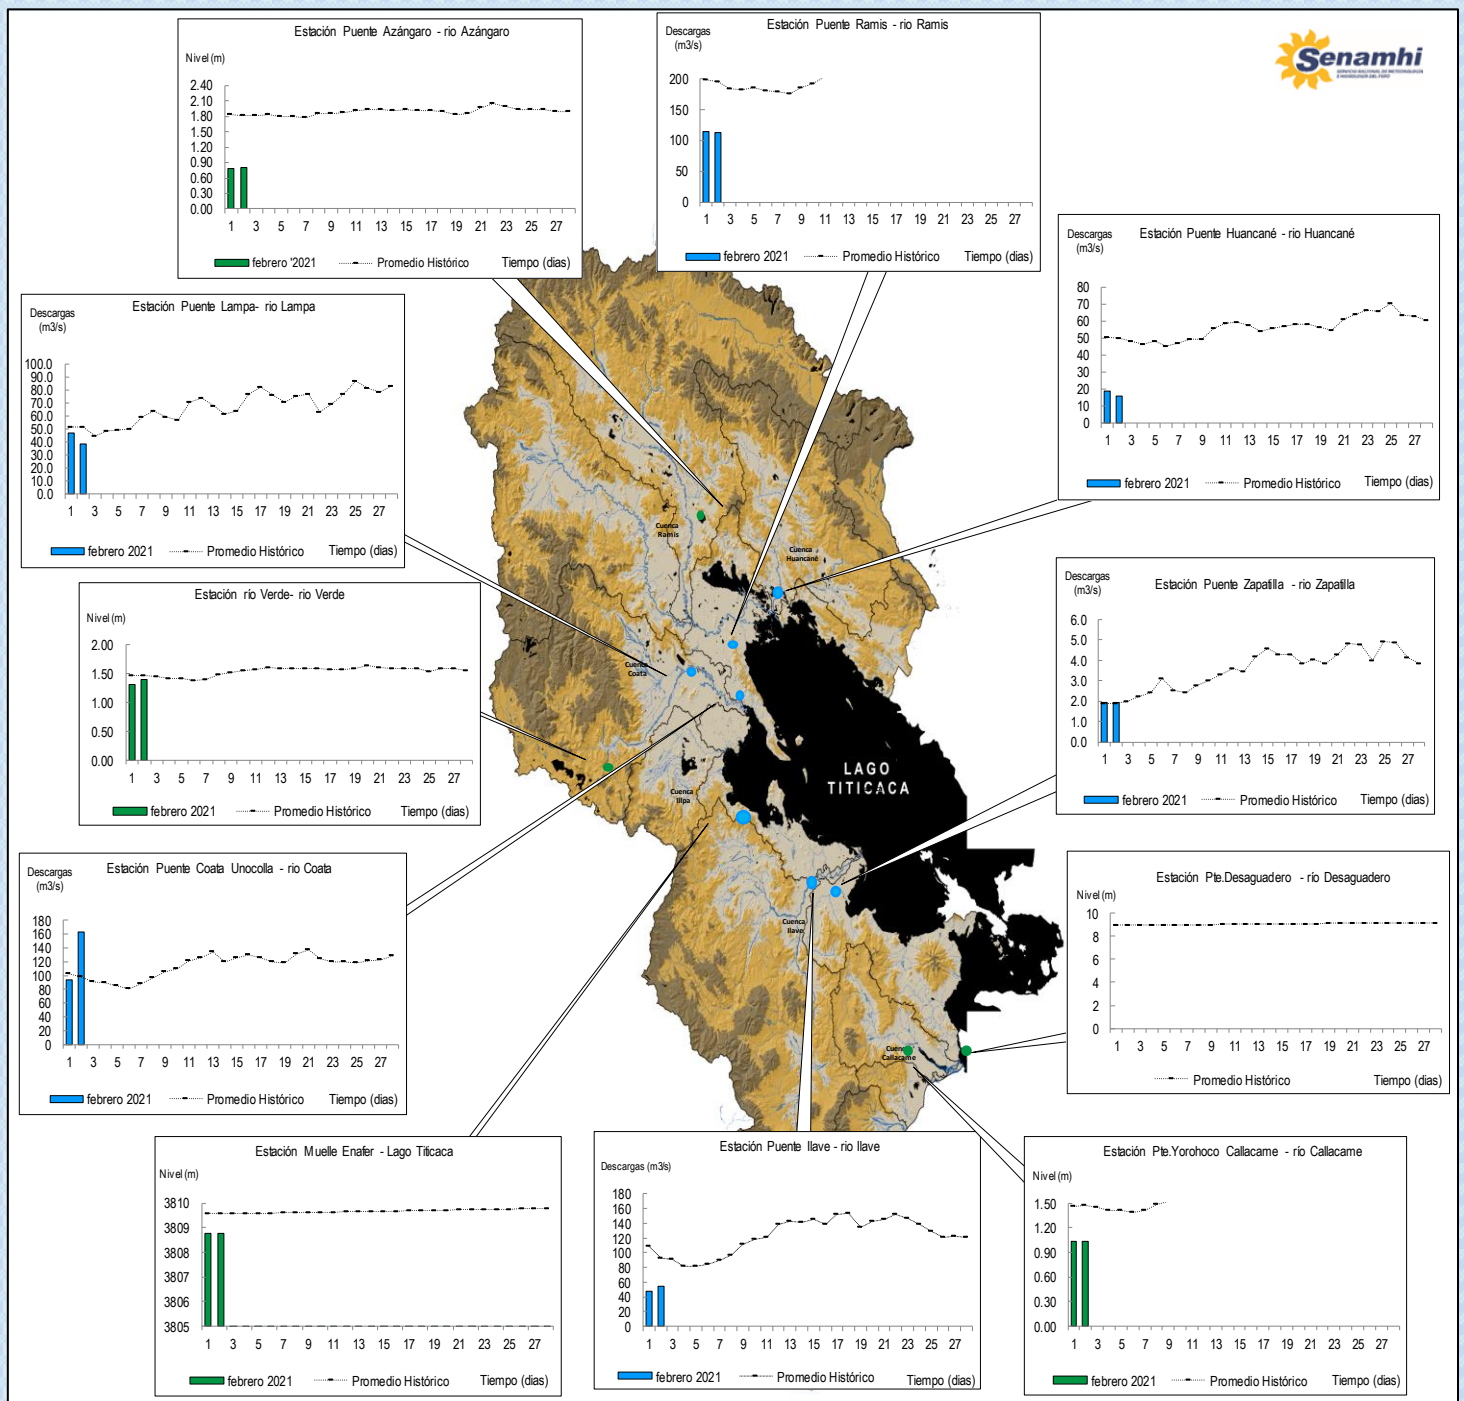 Estación Puente Azángaro - rio Azángaro
Nivel (m)
2.40
2.10
1.80
1.50
1.20
0.90
0.60
0.30
0.00
1 3 5 7 9 11 13 15 17 19 21 23 25 27
febrero '2021 Promedio Histórico Tiempo (dias)
Estación Puente Ramis - rio Ramis
Descargas
(m3/s)
200
150
100
50
0
1 3 5 7 9 11 13 15 17 19 21 23 25 27
febrero 2021 Promedio Histórico Tiempo (dias)
Senamhi
SERVICIO NACIONAL DE METEOROLOGÍA
E HIDROLOGÍA DEL PERÚ
Estación Puente Huancané - rio Huancané
Descargas
(m3/s)
80
70
60
50
40
30
20
10
0
1 3 5 7 9 11 13 15 17 19 21 23 25 27
febrero 2021 Promedio Histórico Tiempo (dias)
Estación Puente Lampa- rio Lampa
Descargas
(m3/s)
100.0
90.0
80.0
70.0
60.0
50.0
40.0
30.0
20.0
10.0
0.0
1 3 5 7 9 11 13 15 17 19 21 23 25 27
febrero 2021 Promedio Histórico Tiempo (dias)
Estación río Verde- rio Verde
Nivel (m)
2.00
1.50
1.00
0.50
0.00
1 3 5 7 9 11 13 15 17 19 21 23 25 27
febrero 2021 Promedio Histórico Tiempo (dias)
Estación Puente Zapatilla - rio Zapatilla
Descargas
(m3/s)
6.0
5.0
4.0
3.0
2.0
1.0
0.0
1 3 5 7 9 11 13 15 17 19 21 23 25 27
febrero 2021 Promedio Histórico Tiempo (dias)
Cuenca
Ramis
Cuenca
Huancané
Cuenca
Coata
Cuenca
Illpa
LAGO
TITICACA
Cuenca
Ilave
Cuenca
Callacame
Estación Puente Coata Unocolla - rio Coata
Descargas
(m3/s)
180
160
140
120
100
80
60
40
20
0
1 3 5 7 9 11 13 15 17 19 21 23 25 27
febrero 2021 Promedio Histórico Tiempo (dias)
Estación Pte.Desaguadero - río Desaguadero
Nivel (m)
10
8
6
4
2
0
1 3 5 7 9 11 13 15 17 19 21 23 25 27
Promedio Histórico Tiempo (dias)
Estación Muelle Enafer - Lago Titicaca
Nivel (m)
3810
3809
3808
3807
3806
3805
1 3 5 7 9 11 13 15 17 19 21 23 25 27
febrero 2021 Promedio Histórico Tiempo (dias)
Estación Puente Ilave - rio Ilave
Descargas (m3/s)
180
160
140
120
100
80
60
40
20
0
1 3 5 7 9 11 13 15 17 19 21 23 25 27
febrero 2021 Promedio Histórico Tiempo (dias)
Estación Pte.Yorohoco Callacame - río Callacame
Nivel (m)
1.50
1.20
0.90
0.60
0.30
0.00
1 3 5 7 9 11 13 15 17 19 21 23 25 27
febrero 2021 Promedio Histórico Tiempo (dias)